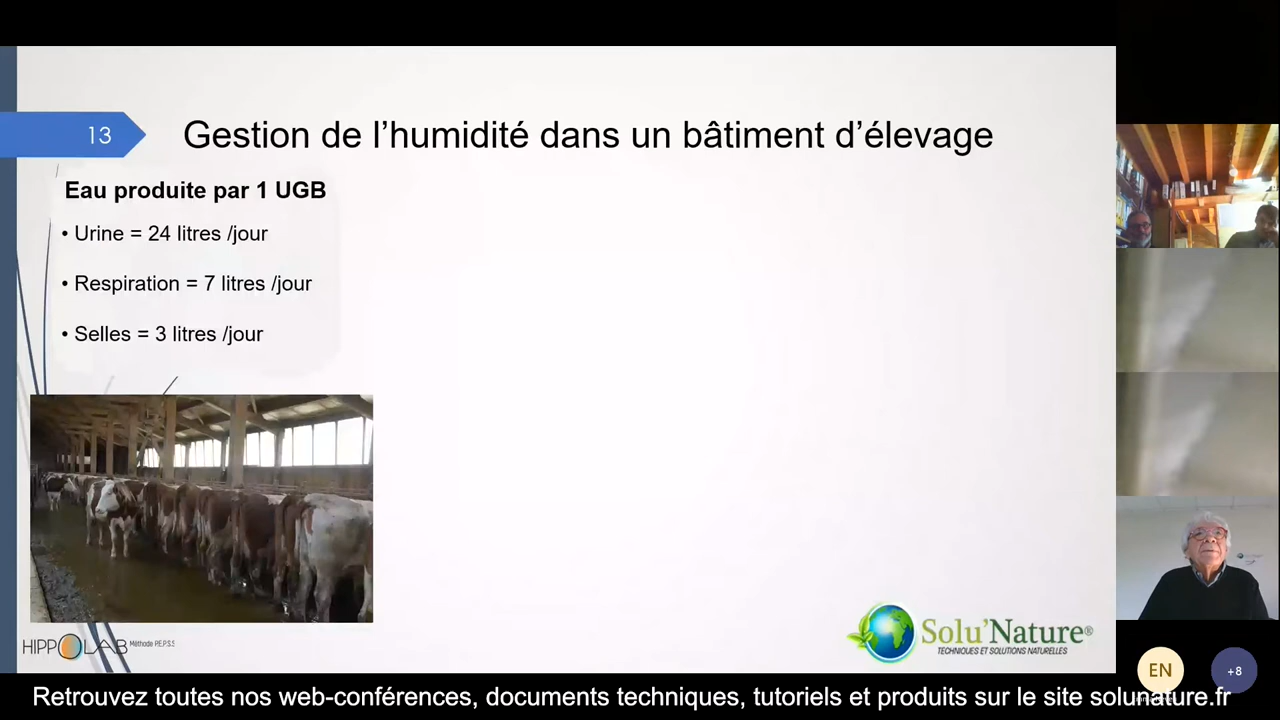 13
Gestion de l’humidité dans un bâtiment d’élevage
Eau produite par 1 UGB
• Urine = 24 litres /jour
• Respiration = 7 litres /jour
• Selles = 3 litres /jour
HIPPOLAB Méthode P.E.P.S.S
Solu’Nature®
TECHNIQUES ET SOLUTIONS NATURELLES
EN
+8
Retrouvez toutes nos web-conférences, documents techniques, tutoriels et produits sur le site solunature.fr